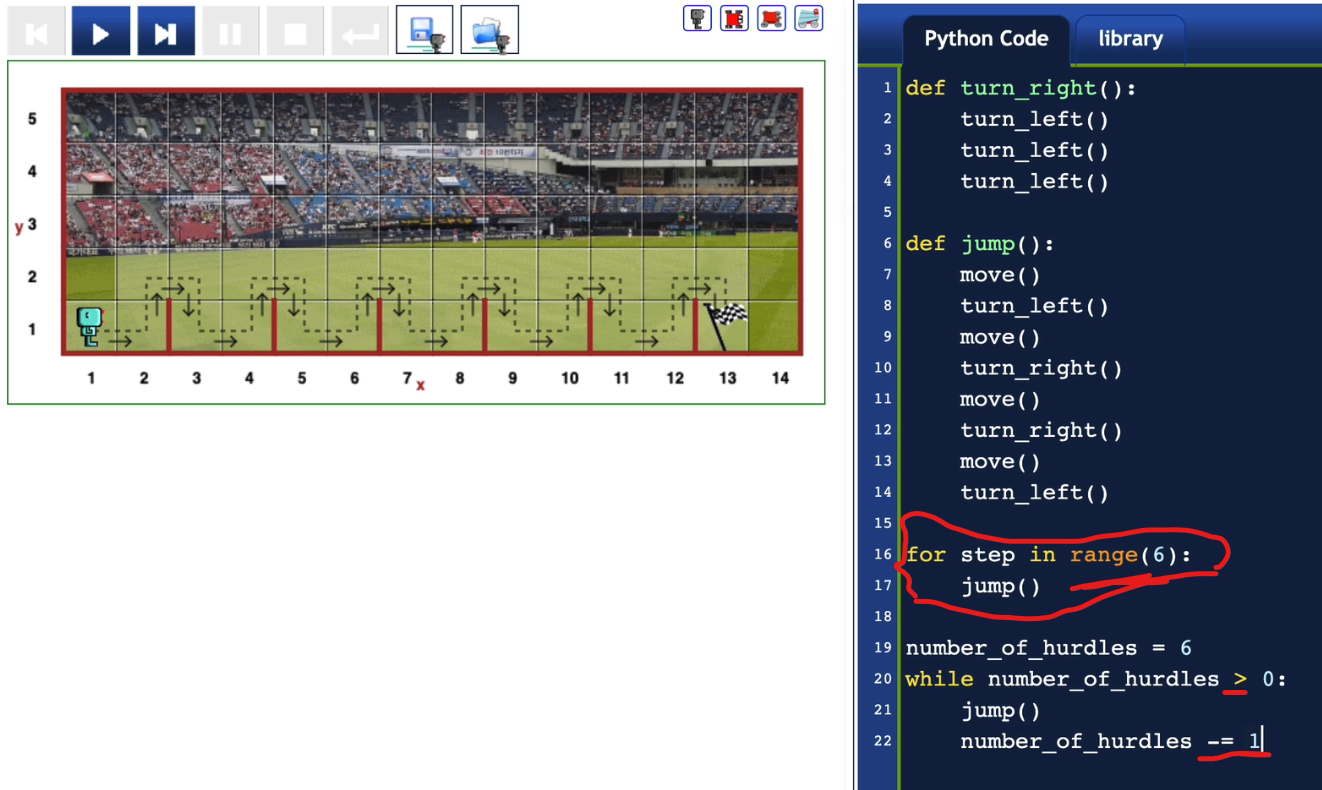 Python Code
library
5
4
y 3
2
1
1 2 3 4 5 6 7 x 8 9 10 11 12 13 14
1 def turn_right():
2 turn_left()
3 turn_left()
4 turn_left()
5
6 def jump():
7 move()
8 turn_left()
9 move()
10 turn_right()
11 move()
12 turn_right()
13 move()
14 turn_left()
15
16 for step in range(6):
17 jump()
18
19 number_of_hurdles = 6
20 while number_of_hurdles > 0:
21 jump()
22 number_of_hurdles -= 1